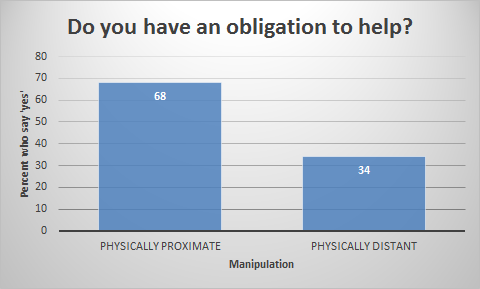 Do you have an obligation to help?
Percent who say 'yes'
80
70
60
50
40
30
20
10
0
68
34
PHYSICALLY PROXIMATE
PHYSICALLY DISTANT
Manipulation